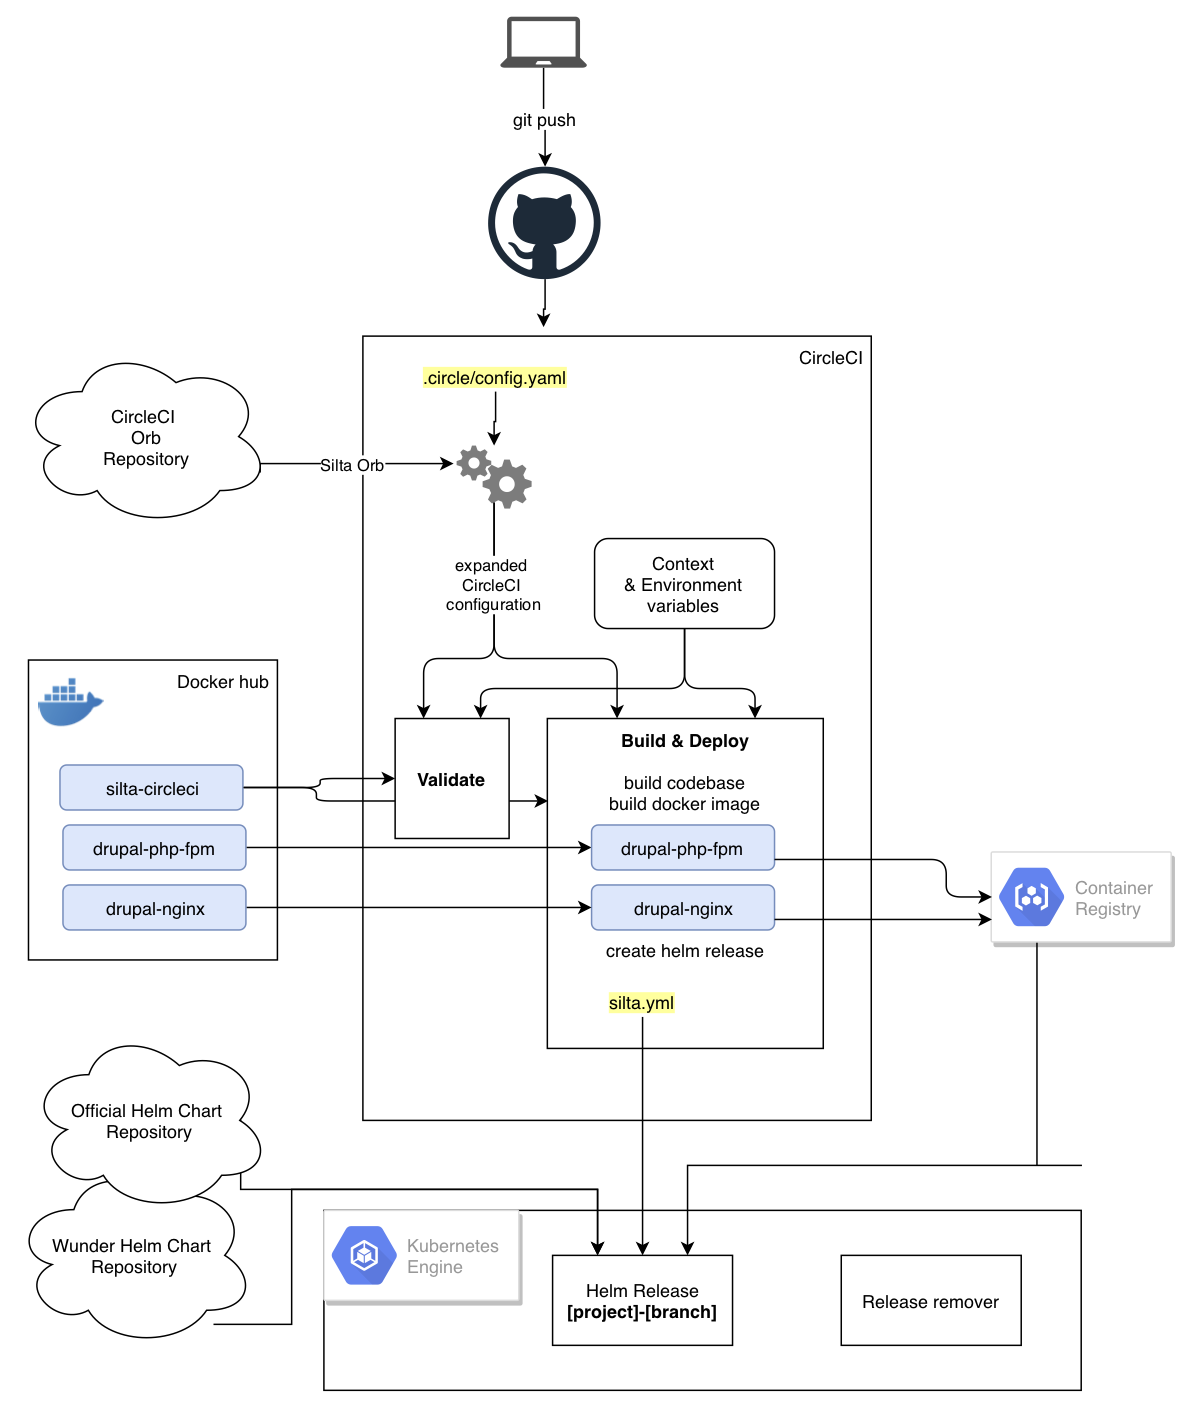 git push
CircleCI
.circle/config.yaml
CircleCI
Orb
Repository
Silta Orb
expanded
CircleCI
configuration
Context
& Environment
variables
Docker hub
silta-circleci
drupal-php-fpm
drupal-nginx
Validate
Build & Deploy
build codebase
build docker image
drupal-php-fpm
drupal-nginx
create helm release
silta.yml
Container
Registry
Official Helm Chart
Repository
Wunder Helm Chart
Repository
Kubernetes
Engine
Helm Release
[project]-[branch]
Release remover